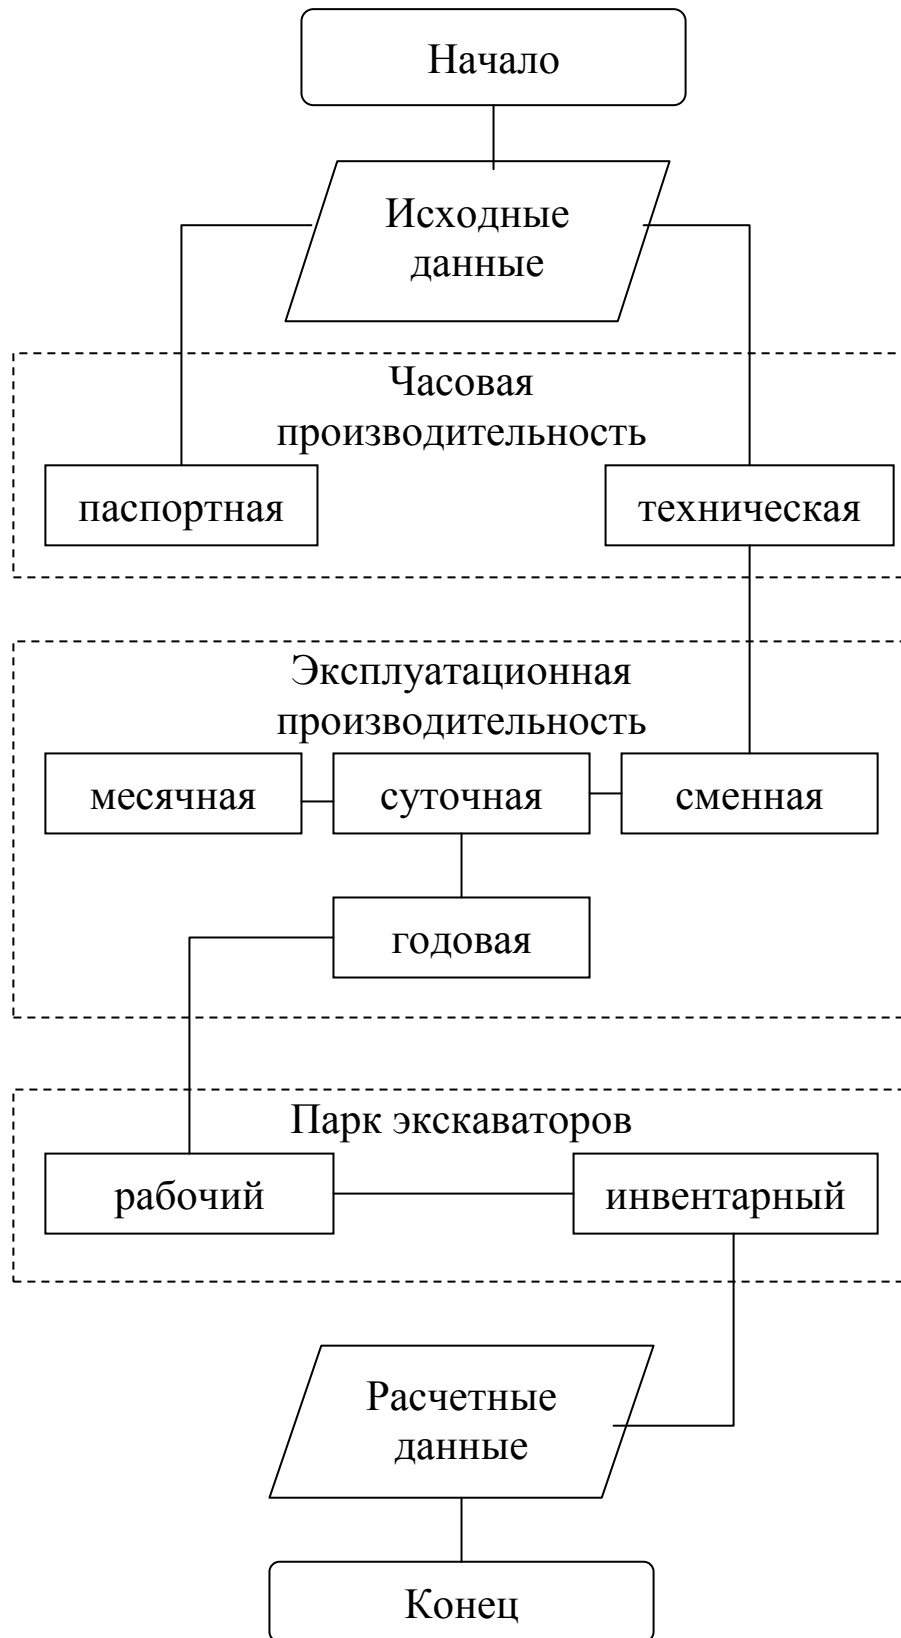 Начало
Исходные
данные
Часовая
производительность
паспортная
техническая
Эксплуатационная
производительность
месячная
суточная
сменная
годовая
Парк экскаваторов
рабочий
инвентарный
Расчетные
данные
Конец